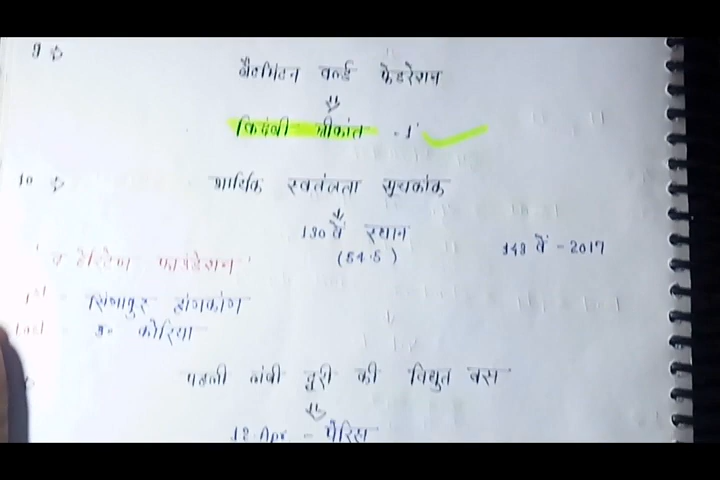 9
बैडमिंटन वर्ल्ड फेडरेशन
किदंबी श्रीकांत - 1
10 आर्थिक स्वतंत्रता सूचकांक
130 वें स्थान
(54.5) 143 वें - 2017
व हेरिटेज फाउंडेशन
1st - सिंगापुर हांगकांग
उ० कोरिया
पहली लंबी दूरी की विद्युत बस
12 Apr - पेरिस